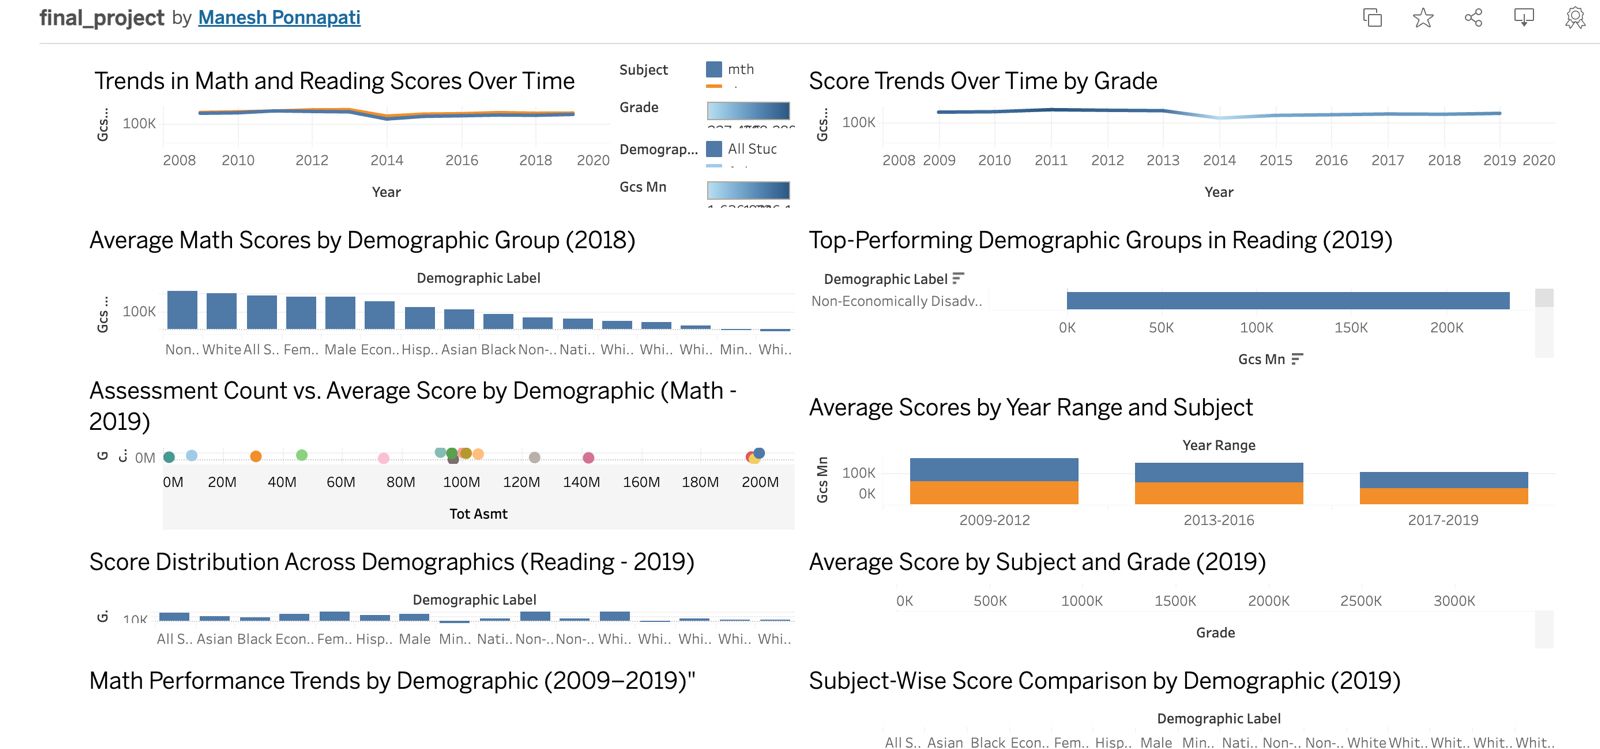 final_project by Manesh Ponnapati
Trends in Math and Reading Scores Over Time
Gcs...
100K
2008 2010 2012 2014 2016 2018 2020
Year
Subject
mth
Grade
Demograp...
All Stuc
Gcs Mn
Score Trends Over Time by Grade
Gcs...
100K
2008 2009 2010 2011 2012 2013 2014 2015 2016 2017 2018 2019 2020
Year
Average Math Scores by Demographic Group (2018)
Demographic Label
Gcs ...
100K
Non.. White All S.. Fem.. Male Econ.. Hisp.. Asian Black Non-.. Nati.. Whi.. Whi.. Whi.. Min.. Whi..
Top-Performing Demographic Groups in Reading (2019)
Demographic Label
Non-Economically Disadv..
0K 50K 100K 150K 200K
Gcs Mn
Assessment Count vs. Average Score by Demographic (Math -
2019)
G
c..
0M
0M 20M 40M 60M 80M 100M 120M 140M 160M 180M 200M
Tot Asmt
Average Scores by Year Range and Subject
Year Range
Gcs Mn
100K
0K
2009-2012 2013-2016 2017-2019
Score Distribution Across Demographics (Reading - 2019)
Demographic Label
G.
10K
All S.. Asian Black Econ.. Fem.. Hisp.. Male Min.. Nati.. Non-.. Non-.. Whi.. Whi.. Whi.. Whi.. Whi..
Average Score by Subject and Grade (2019)
0K 500K 1000K 1500K 2000K 2500K 3000K
Grade
Math Performance Trends by Demographic (2009–2019)"
Subject-Wise Score Comparison by Demographic (2019)
Demographic Label
All S.. Asian Black Econ.. Fem.. Hisp.. Male Min.. Nati.. Non-.. Non-.. White Whit.. Whit.. Whit.. Whit..